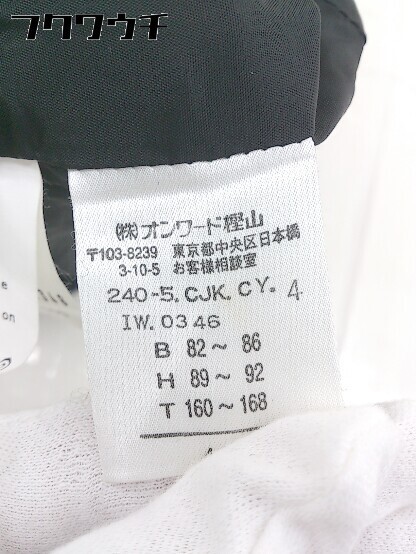 フクワウチ
㈱オンワード樫山
〒103-8239 東京都中央区日本橋
3-10-5 お客様相談室
240-5. CJK. CY. 4
IW. 0346
B 82～86
H 89～92
T 160～168
e
on